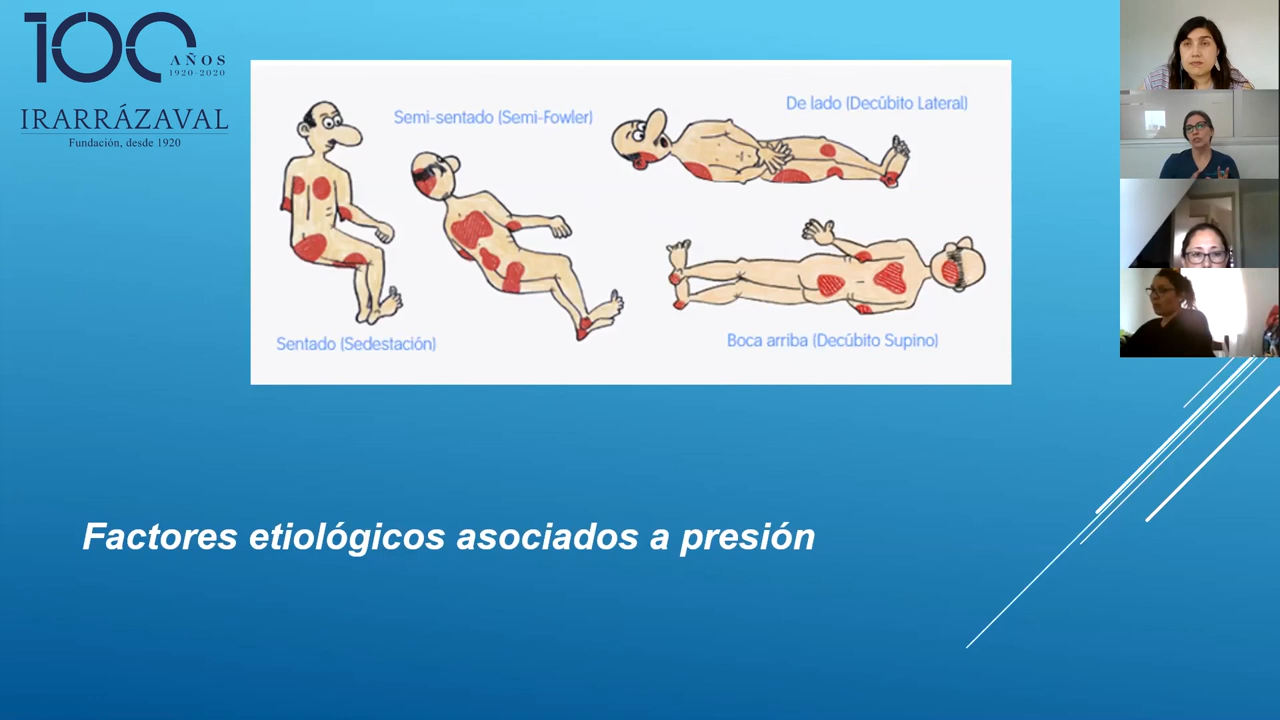 100
AÑOS
1920-2020
IRARRÁZAVAL
Fundación, desde 1920
Semi-sentado (Semi-Fowler)
De lado (Decúbito Lateral)
Sentado (Sedestación)
Boca arriba (Decúbito Supino)
Factores etiológicos asociados a presión